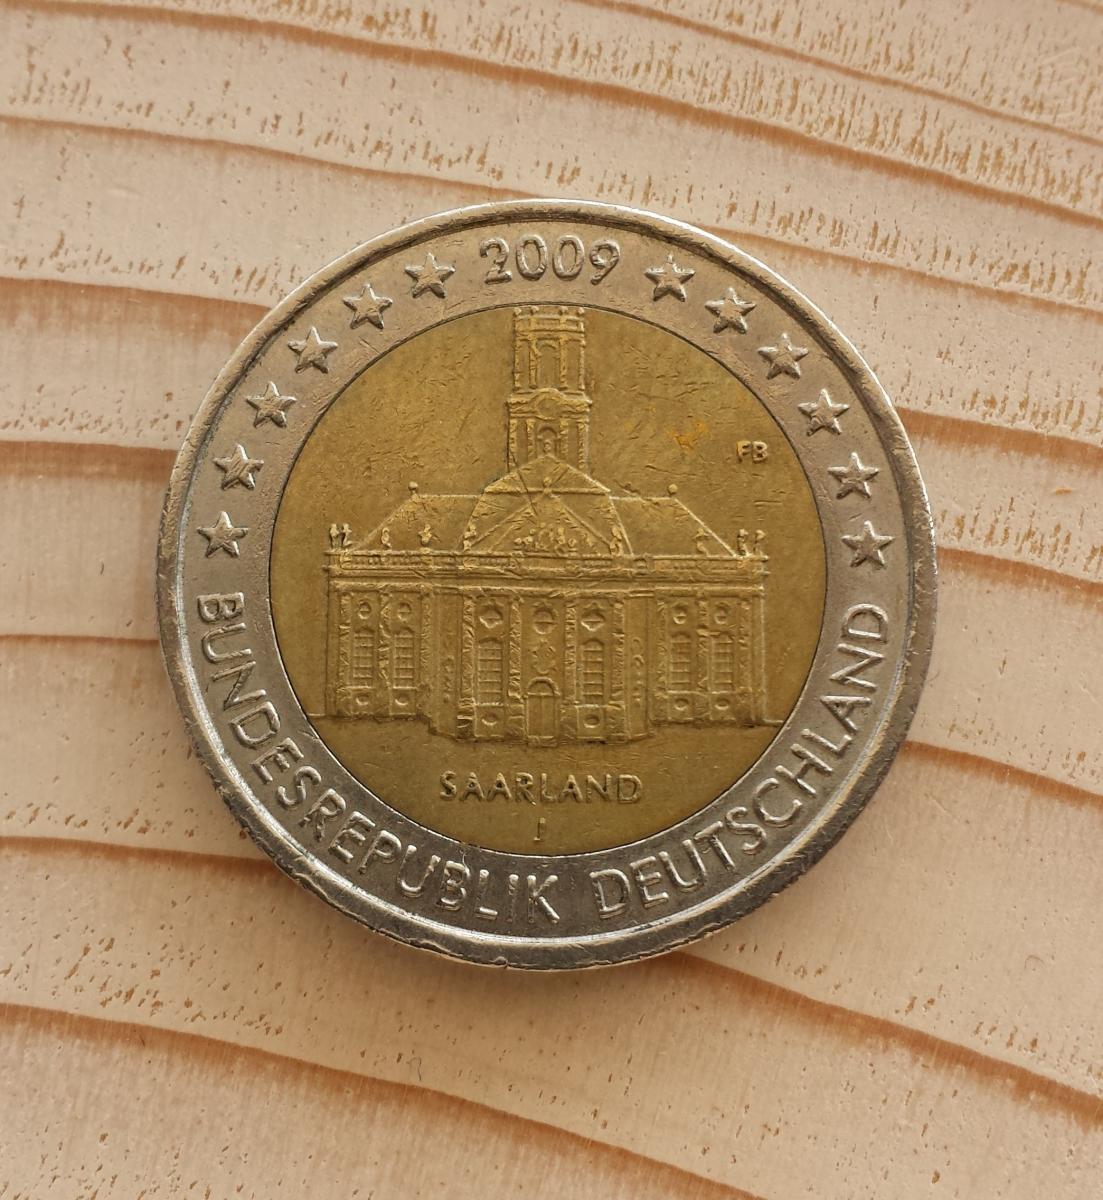 2009
FB
SAARLAND
J
BUNDESREPUBLIK DEUTSCHLAND